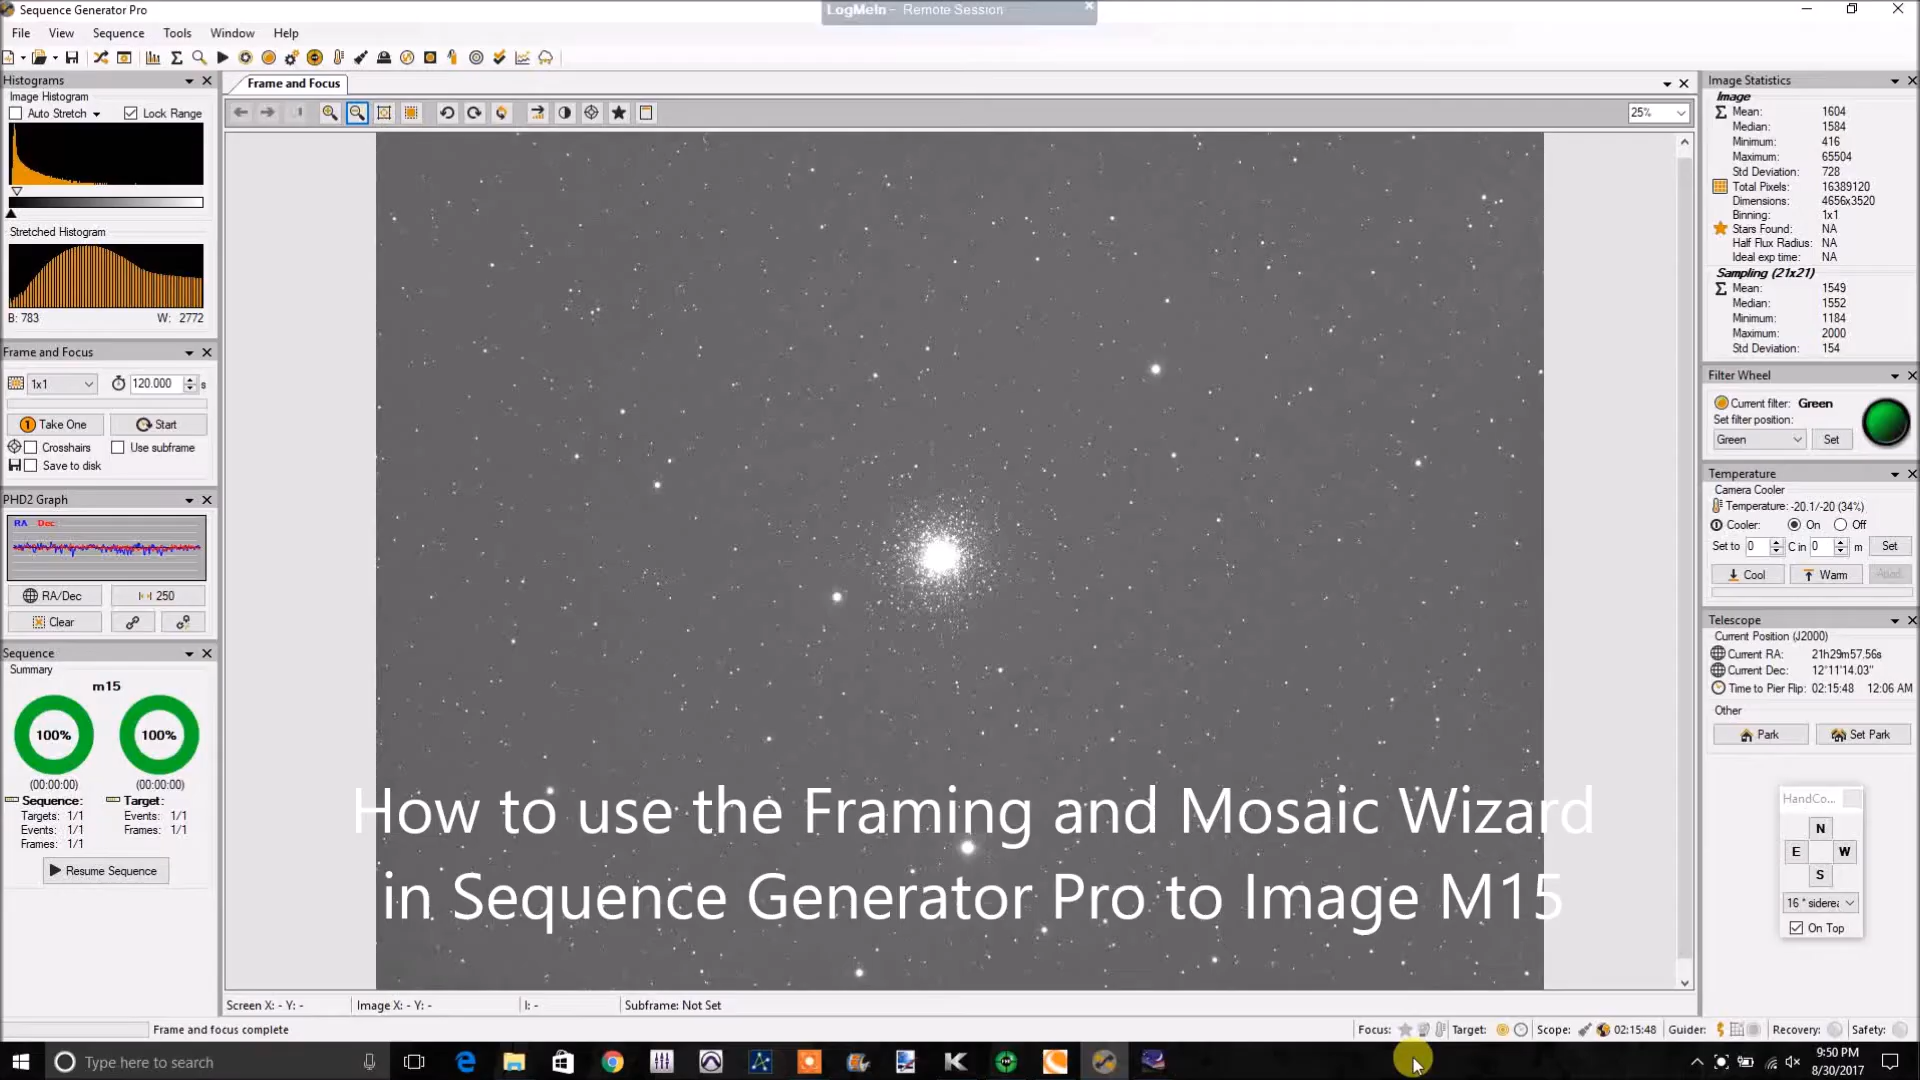 Sequence Generator Pro
LogMeIn - Remote Session
File View Sequence Tools Window Help
Histograms
Image Histogram
Auto Stretch Lock Range
Stretched Histogram
B: 783 W: 2772
Frame and Focus
1x1 120.000 s
1 Take One Start
Crosshairs Use subframe
Save to disk
PHD2 Graph
RA Dec
RA/Dec 250
Clear
Sequence
Summary
m15
100% 100%
(00:00:00) (00:00:00)
Sequence: Target:
Targets: 1/1 Events: 1/1
Events: 1/1 Frames: 1/1
Frames: 1/1
Resume Sequence
Frame and Focus
25%
How to use the Framing and Mosaic Wizard
in Sequence Generator Pro to Image M15
Screen X: - Y: - Image X: - Y: - I: - Subframe: Not Set
Image Statistics
Image
Mean: 1604
Median: 1584
Minimum: 416
Maximum: 65504
Std Deviation: 728
Total Pixels: 16389120
Dimensions: 4656x3520
Binning: 1x1
Stars Found: NA
Half Flux Radius: NA
Ideal exp time: NA
Sampling (21x21)
Mean: 1549
Median: 1552
Minimum: 1184
Maximum: 2000
Std Deviation: 154
Filter Wheel
Current filter: Green
Set filter position:
Green Set
Temperature
Camera Cooler
Temperature: -20.1/-20 (34%)
Cooler: On Off
Set to 0 C in 0 m Set
Cool Warm
Telescope
Current Position (J2000)
Current RA: 21h29m57.56s
Current Dec: 12°11'14.03"
Time to Pier Flip: 02:15:48 12:06 AM
Other
Park Set Park
HandCo...
N
E W
S
On Top
Frame and focus complete
Focus: Target: Scope: 02:15:48 Guider: Recovery: Safety:
Type here to search
9:50 PM
8/30/2017